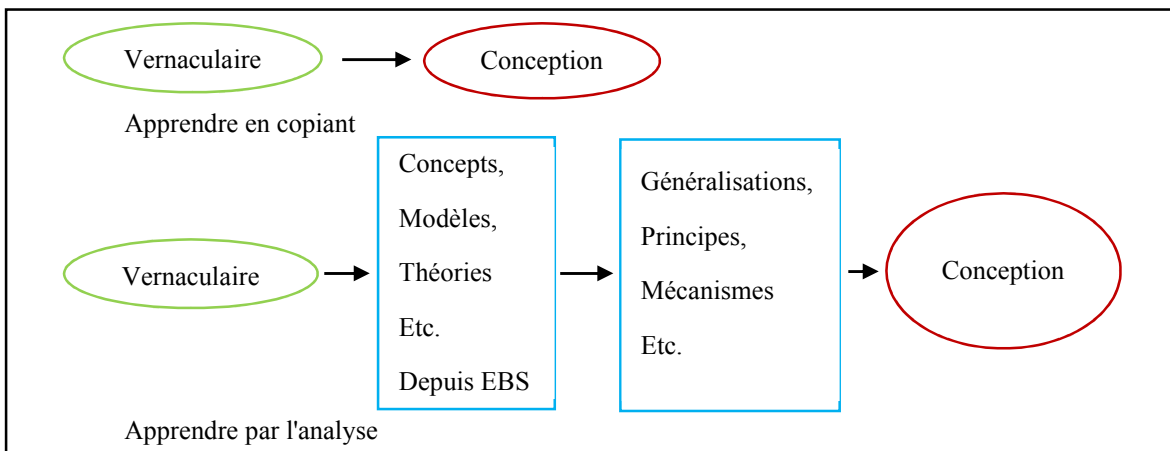 Vernaculaire
Conception
Apprendre en copiant
Concepts,
Modèles,
Théories
Etc.
Depuis EBS
Généralisations,
Principes,
Mécanismes
Etc.
Vernaculaire
Conception
Apprendre par l'analyse